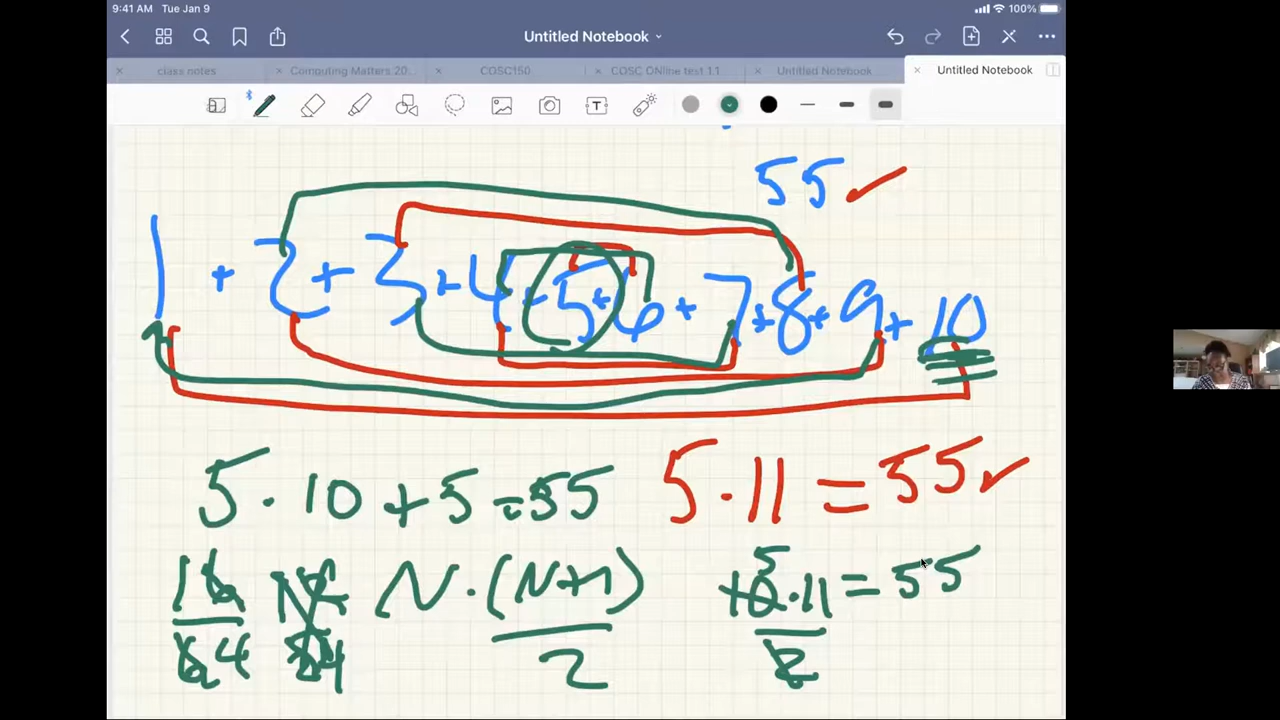 9:41 AM Tue Jan 9 100%
Untitled Notebook
class notes Computing Matters 20... COSC150 COSC ONline test 1.1 Untitled Notebook Untitled Notebook
T
55 ✓
1 + 2 + 3 + 4 + 5 + 6 + 7 + 8 + 9 + 10
5 · 10 + 5 = 55 5 · 11 = 55 ✓
N · (N+1) 5 10 · 11 = 55
2 2